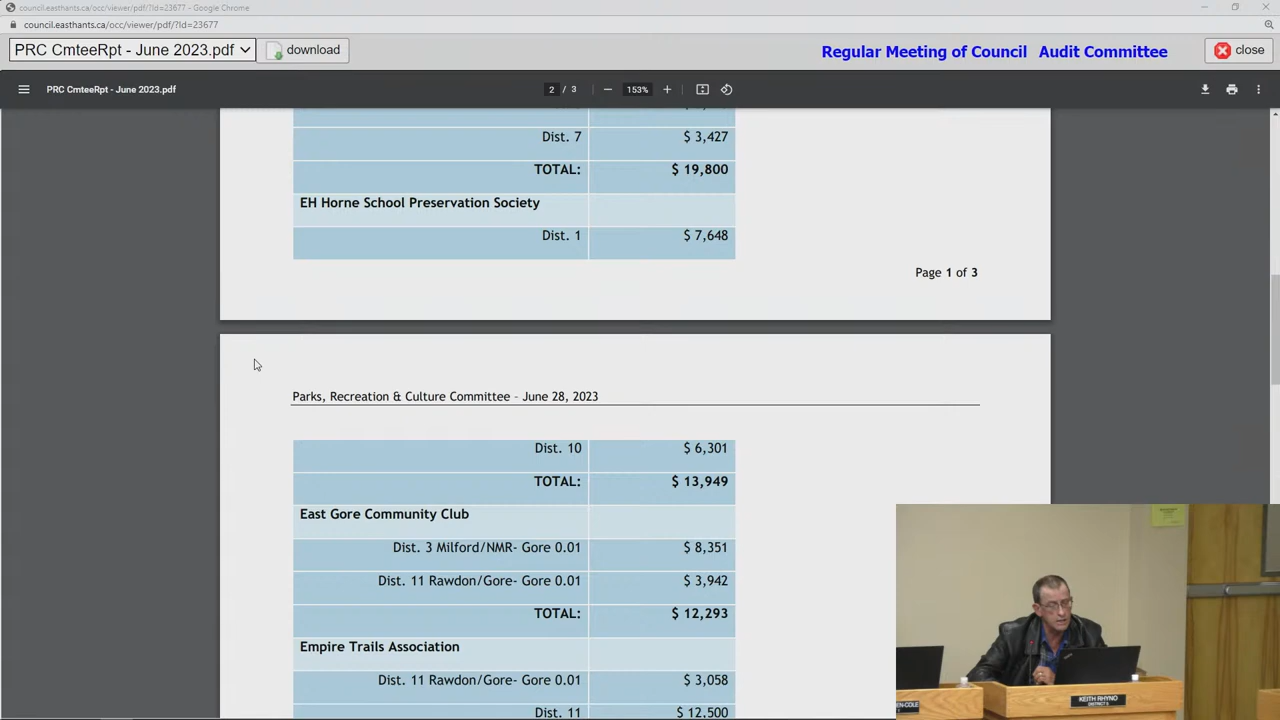 council.easthants.ca/occ/viewer/pdf/?Id=23677 - Google Chrome
council.easthants.ca/occ/viewer/pdf/?Id=23677
PRC CmteeRpt - June 2023.pdf
download
Regular Meeting of Council Audit Committee
close
PRC CmteeRpt - June 2023.pdf
2 / 3
153%
Dist. 7 $ 3,427
TOTAL: $ 19,800
EH Horne School Preservation Society
Dist. 1 $ 7,648
Page 1 of 3
Parks, Recreation & Culture Committee – June 28, 2023
Dist. 10 $ 6,301
TOTAL: $ 13,949
East Gore Community Club
Dist. 3 Milford/NMR- Gore 0.01 $ 8,351
Dist. 11 Rawdon/Gore- Gore 0.01 $ 3,942
TOTAL: $ 12,293
Empire Trails Association
Dist. 11 Rawdon/Gore- Gore 0.01 $ 3,058
Dist. 11 $ 12,500
EN-COLE
KEITH RHYNO